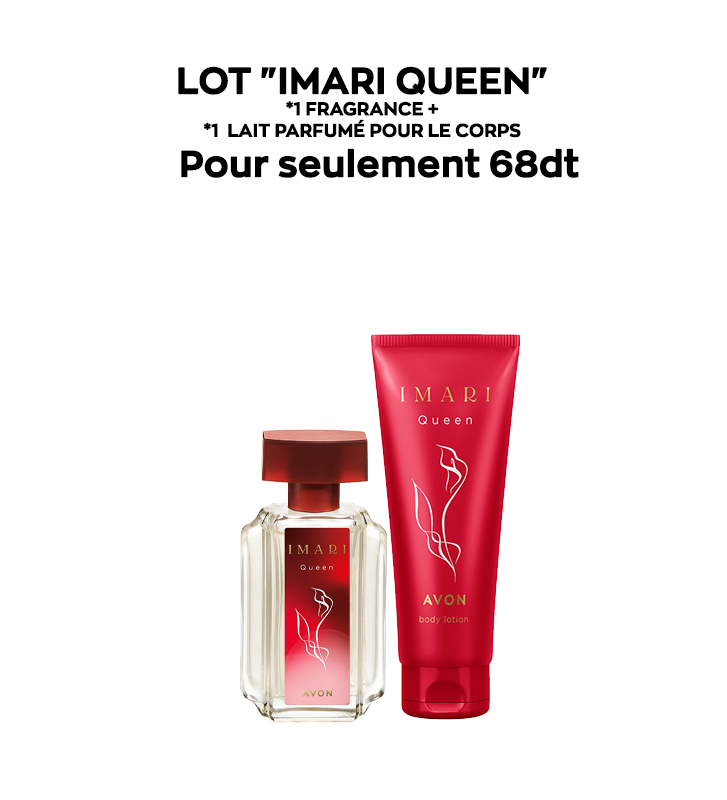 LOT "IMARI QUEEN"
*1 FRAGRANCE +
*1 LAIT PARFUMÉ POUR LE CORPS
Pour seulement 68dt
IMARI
Queen
AVON
body lotion
IMARI
Queen
AVON